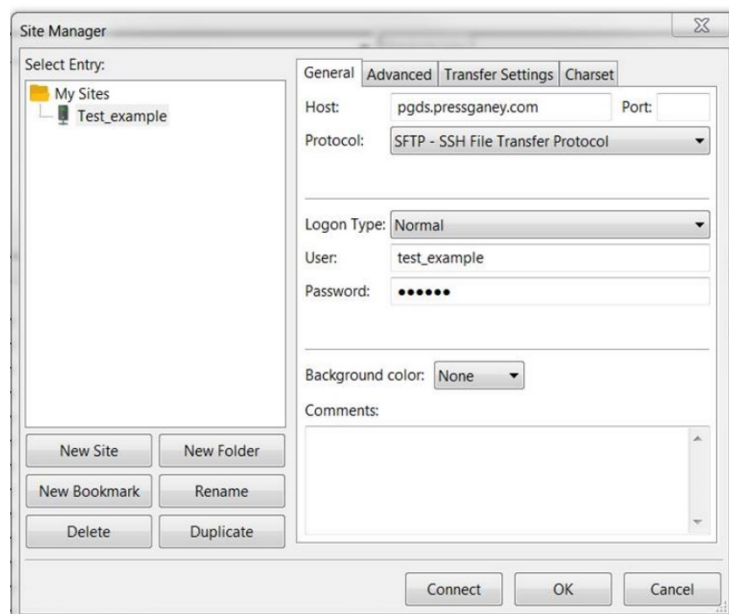 Site Manager
Select Entry:
My Sites
Test_example
New Site
New Folder
New Bookmark
Rename
Delete
Duplicate
General
Advanced
Transfer Settings
Charset
Host:
pgds.pressganey.com
Port:
Protocol:
SFTP - SSH File Transfer Protocol
Logon Type:
Normal
User:
test_example
Password:
●●●●●●
Background color:
None
Comments:
Connect
OK
Cancel